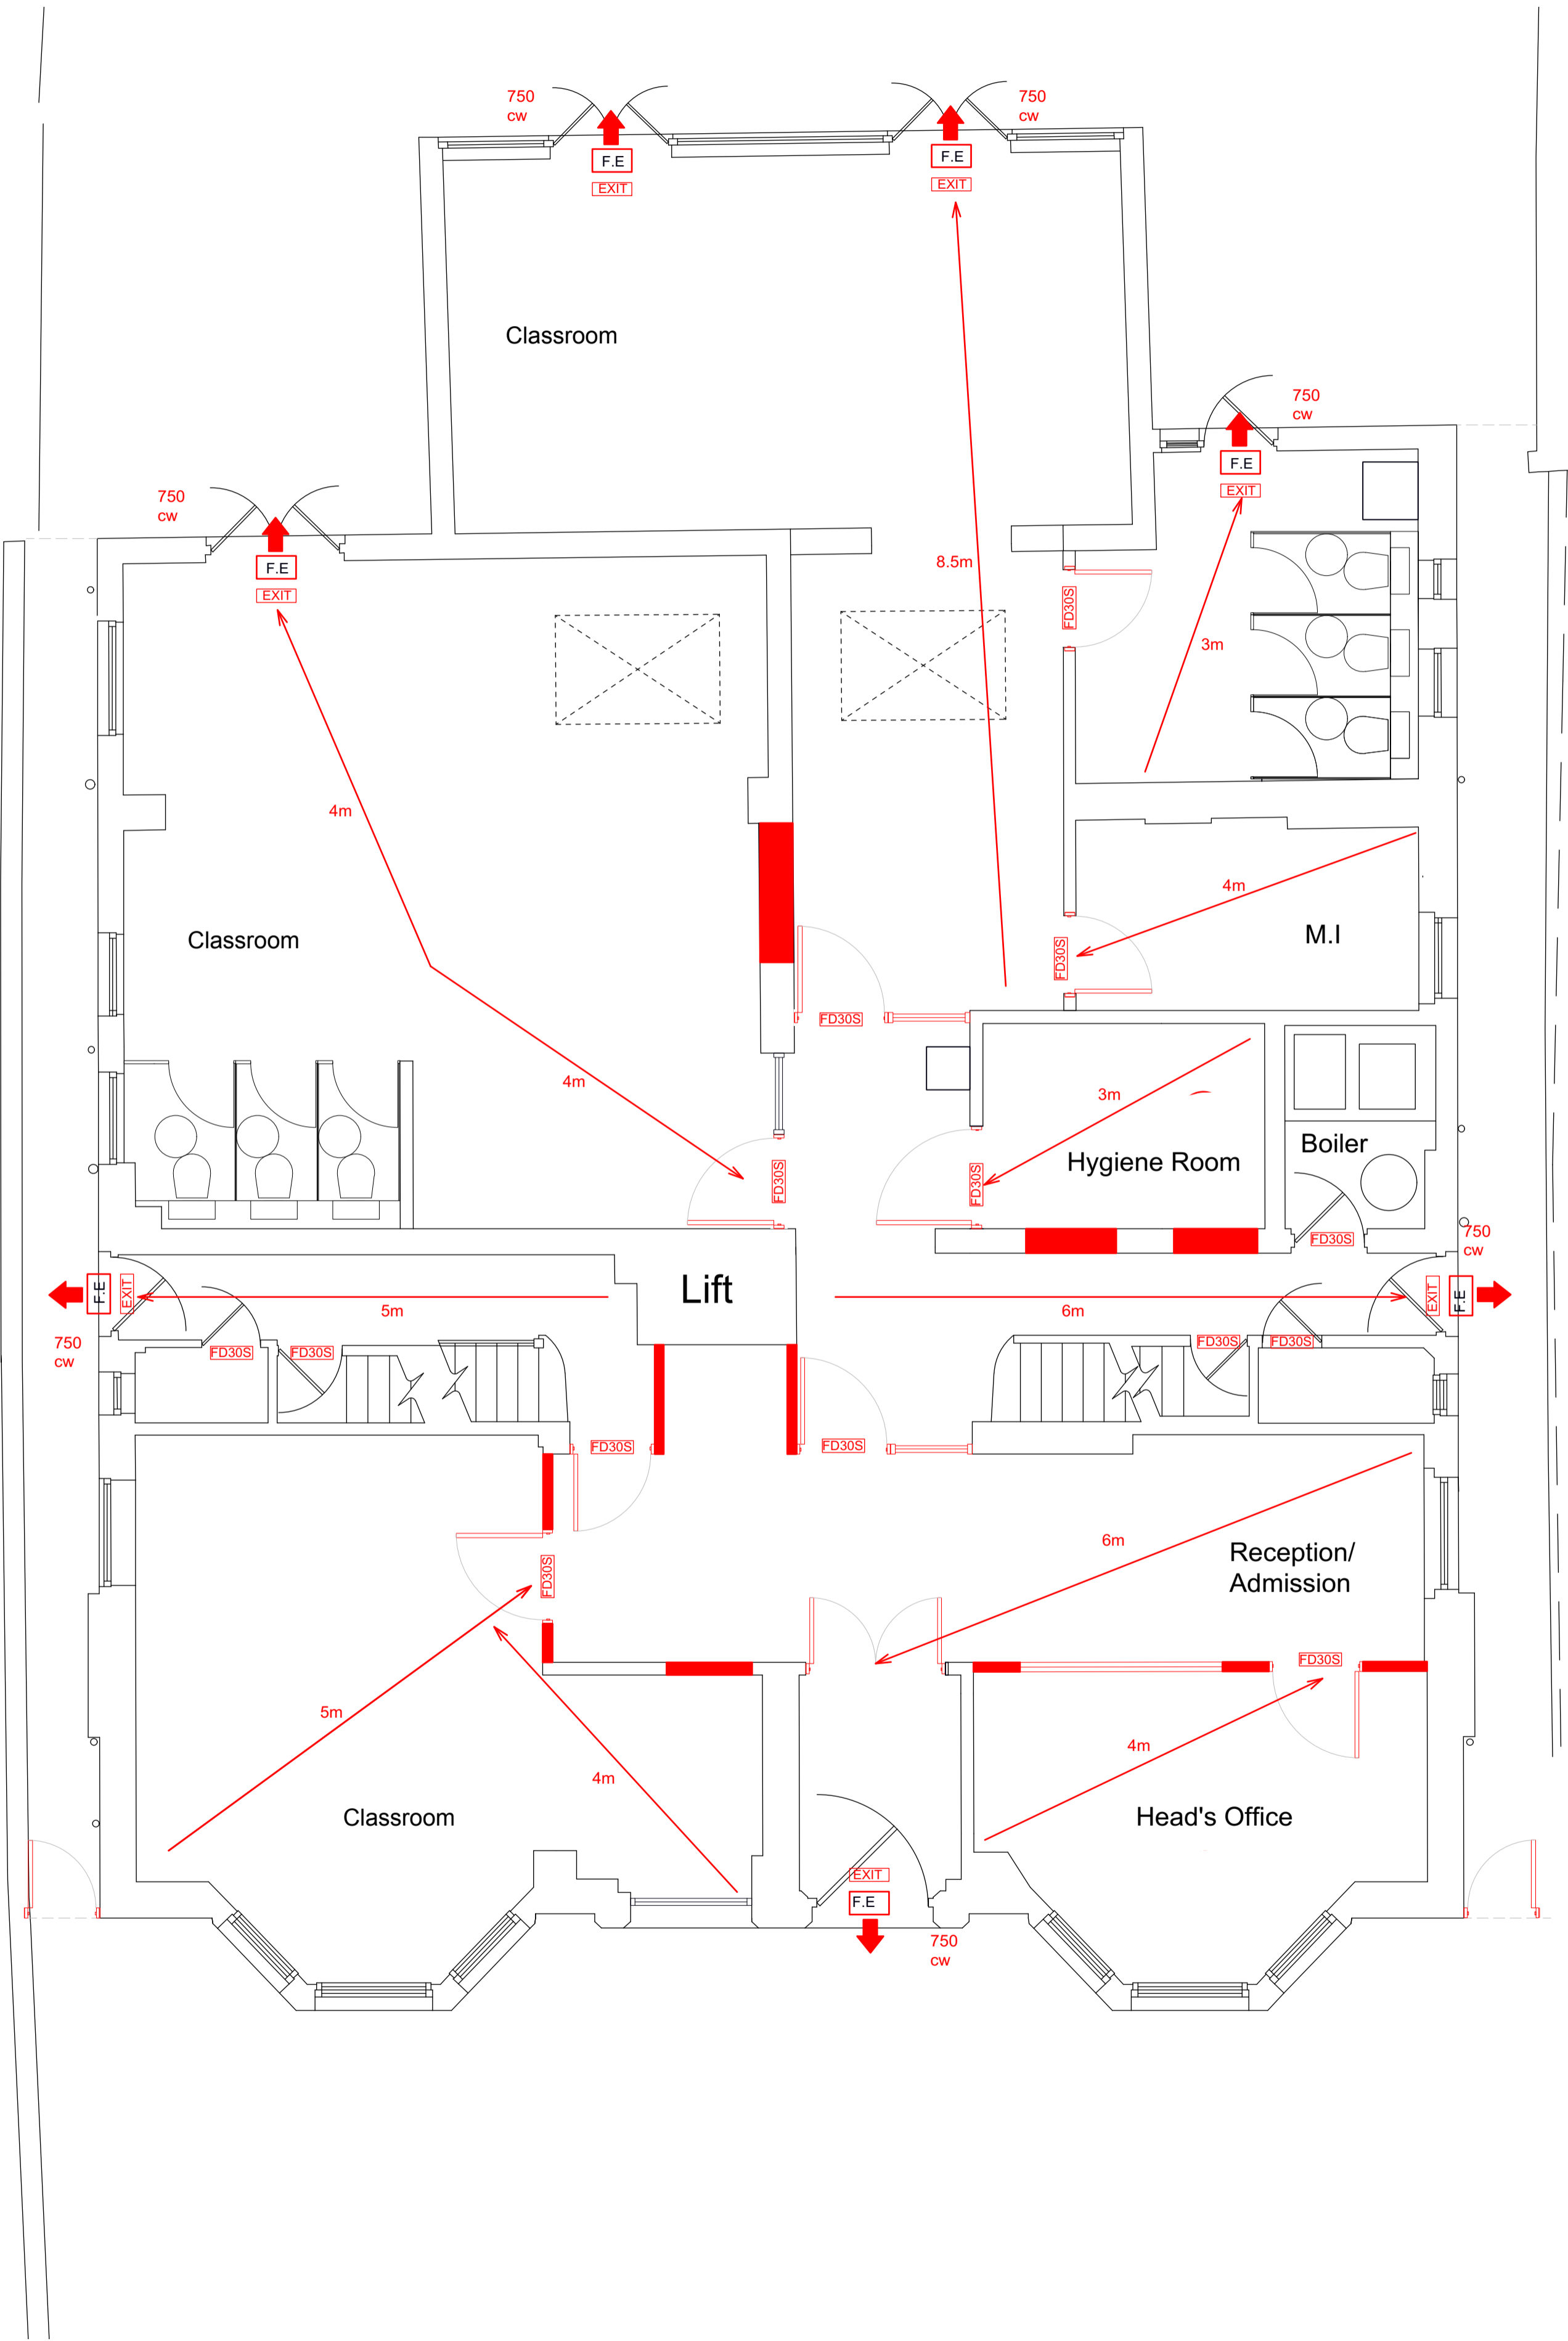 750
cw
750
cw
F.E
F.E
EXIT
EXIT
Classroom
750
cw
F.E
EXIT
750
cw
F.E
EXIT
8.5m
FD30S
3m
4m
4m
Classroom
M.I
FD30S
FD30S
4m
3m
Boiler
Hygiene Room
FD30S
FD30S
FD30S
750
cw
Lift
F.E
EXIT
5m
6m
EXIT
F.E
750
cw
FD30S
FD30S
FD30S
FD30S
FD30S
FD30S
6m
Reception/
Admission
FD30S
FD30S
5m
4m
4m
Classroom
Head's Office
EXIT
F.E
750
cw